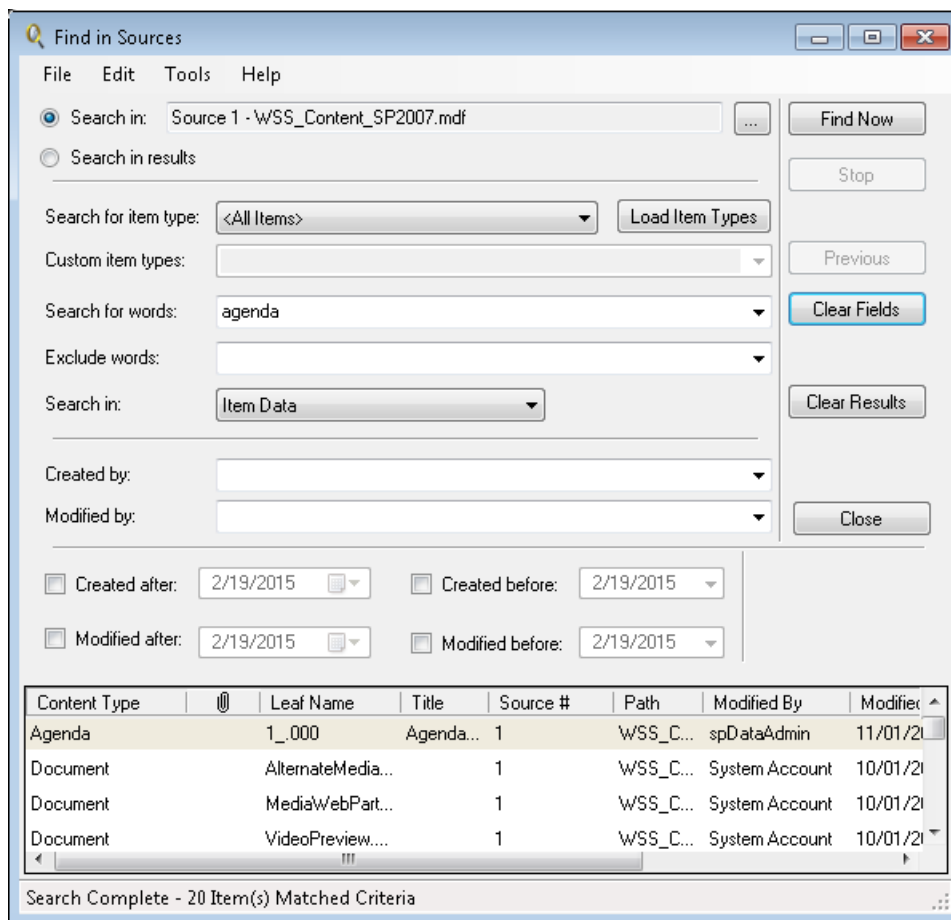 Find in Sources
File Edit Tools Help
Search in: Source 1 - WSS_Content_SP2007.mdf ... Find Now
Search in results
Stop
Search for item type: <All Items> Load Item Types
Custom item types: Previous
Search for words: agenda Clear Fields
Exclude words:
Search in: Item Data Clear Results
Created by:
Modified by: Close
Created after: 2/19/2015 Created before: 2/19/2015
Modified after: 2/19/2015 Modified before: 2/19/2015
Content Type Leaf Name Title Source # Path Modified By Modified
Agenda 1_.000 Agenda... 1 WSS_C... spDataAdmin 11/01/20
Document AlternateMedia... 1 WSS_C... System Account 10/01/20
Document MediaWebPart... 1 WSS_C... System Account 10/01/20
Document VideoPreview.... 1 WSS_C... System Account 10/01/20
Search Complete - 20 Item(s) Matched Criteria